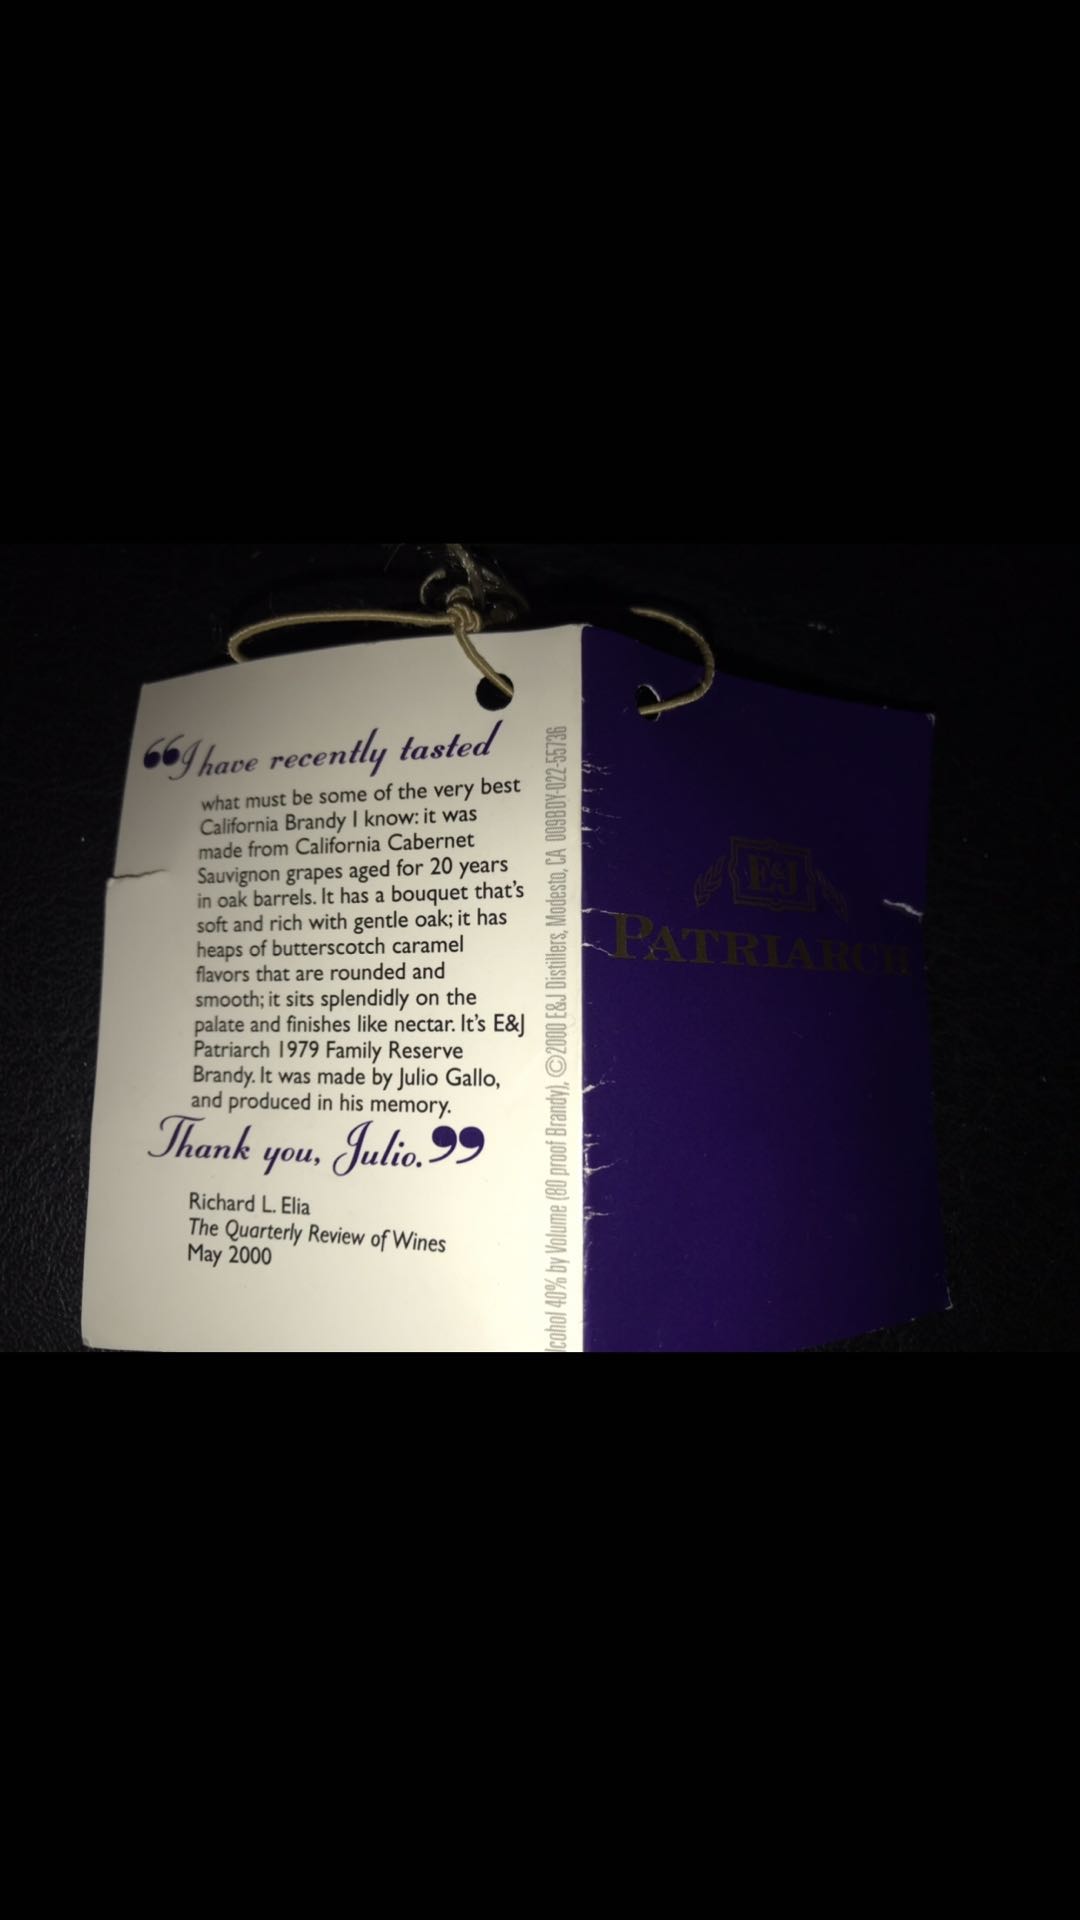 “I have recently tasted
what must be some of the very best
California Brandy I know: it was
made from California Cabernet
Sauvignon grapes aged for 20 years
in oak barrels. It has a bouquet that's
soft and rich with gentle oak; it has
heaps of butterscotch caramel
flavors that are rounded and
smooth; it sits splendidly on the
palate and finishes like nectar. It's E&J
Patriarch 1979 Family Reserve
Brandy. It was made by Julio Gallo,
and produced in his memory.
Thank you, Julio.”
Richard L. Elia
The Quarterly Review of Wines
May 2000
lcohol 40% by Volume (80 proof Brandy), ©2000 E&J Distillers, Modesto, CA 009BDY-022-55736
E&J
PATRIARCH